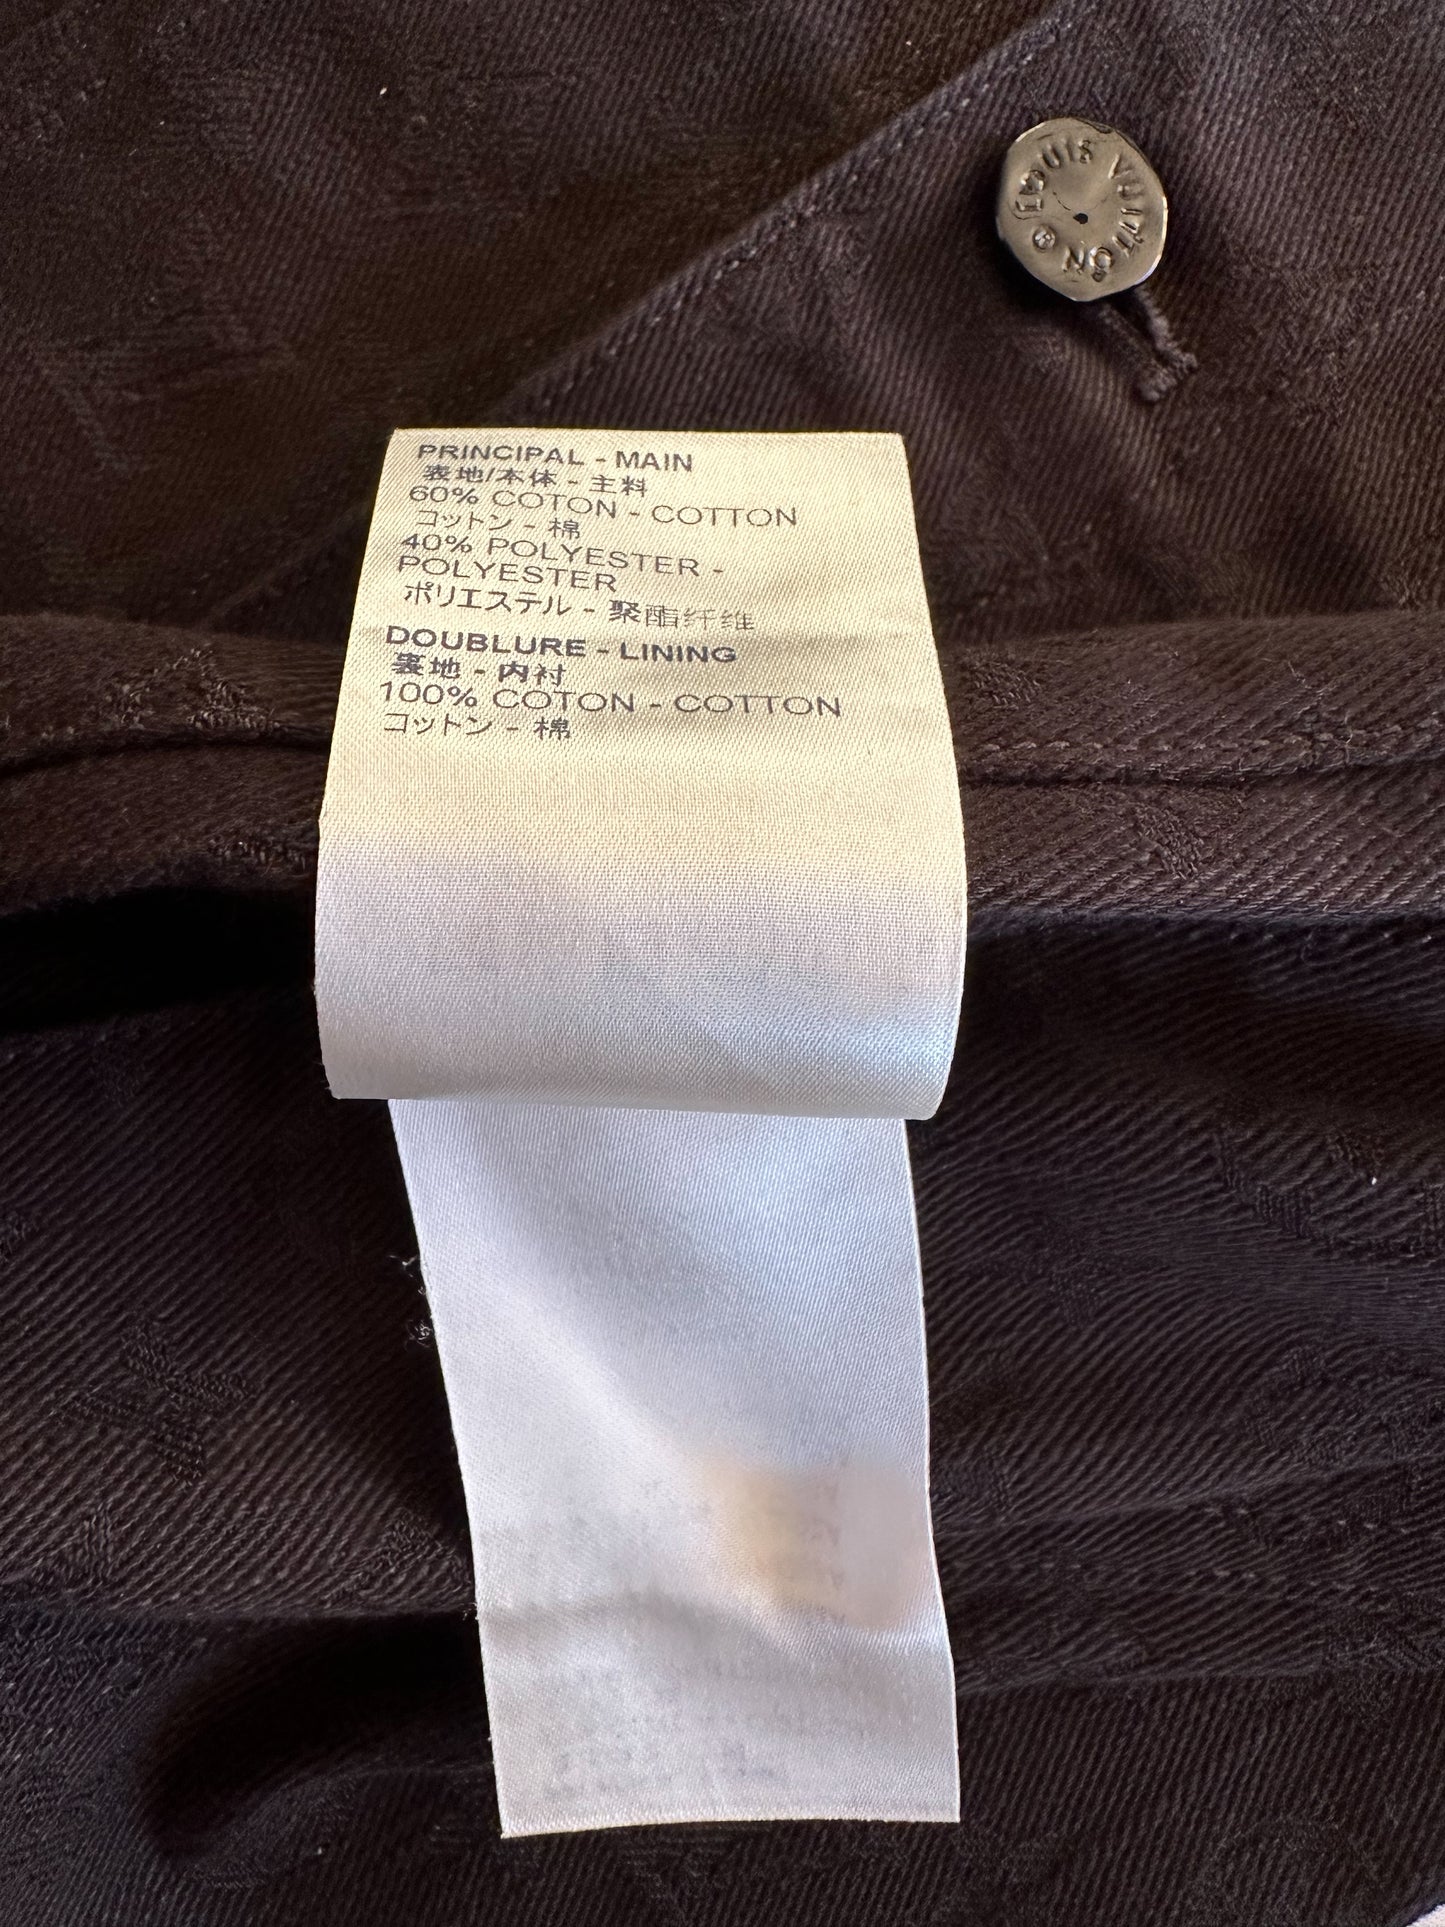 LOUIS VUITTON
PRINCIPAL - MAIN
表地/本体 - 主料
60% COTON - COTTON
コットン - 棉
40% POLYESTER -
POLYESTER
ポリエステル - 聚酯纤维
DOUBLURE - LINING
裏地 - 内衬
100% COTON - COTTON
コットン - 棉